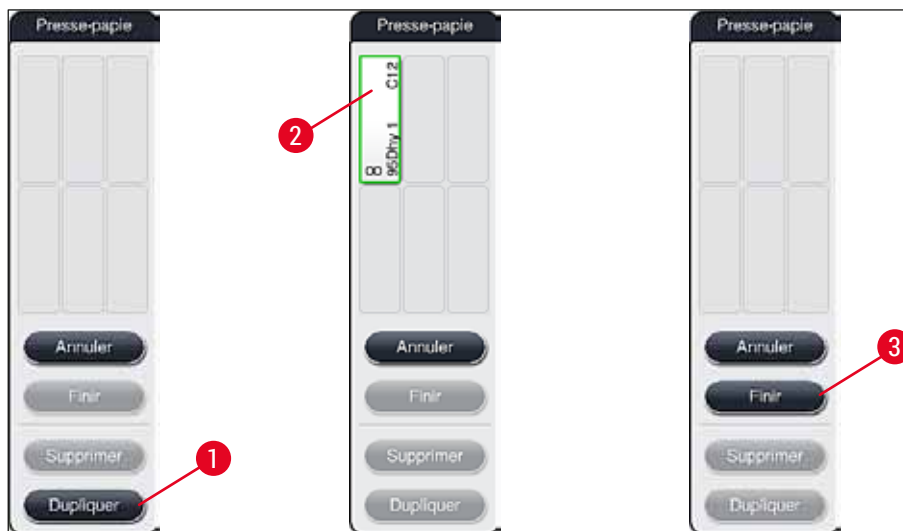 Presse-papie
Annuler
Finir
Supprimer
Dupliquer
1
Presse-papie
C12
95Dhy 1
00
2
Annuler
Finir
Supprimer
Dupliquer
Presse-papie
Annuler
Finir
3
Supprimer
Dupliquer